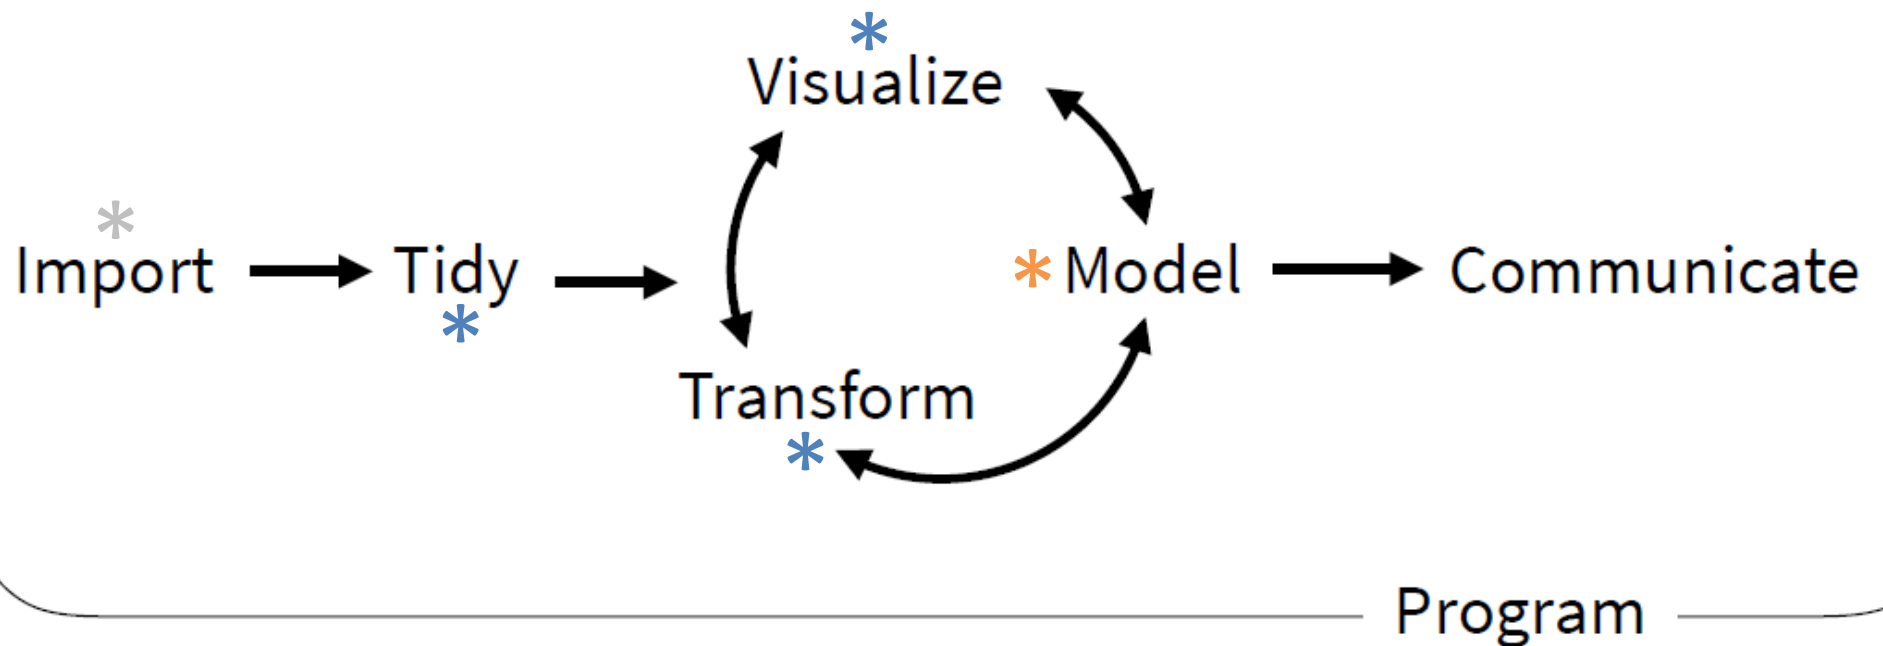 *
Visualize
*
Import
Tidy
*
* Model
Communicate
Transform
*
Program